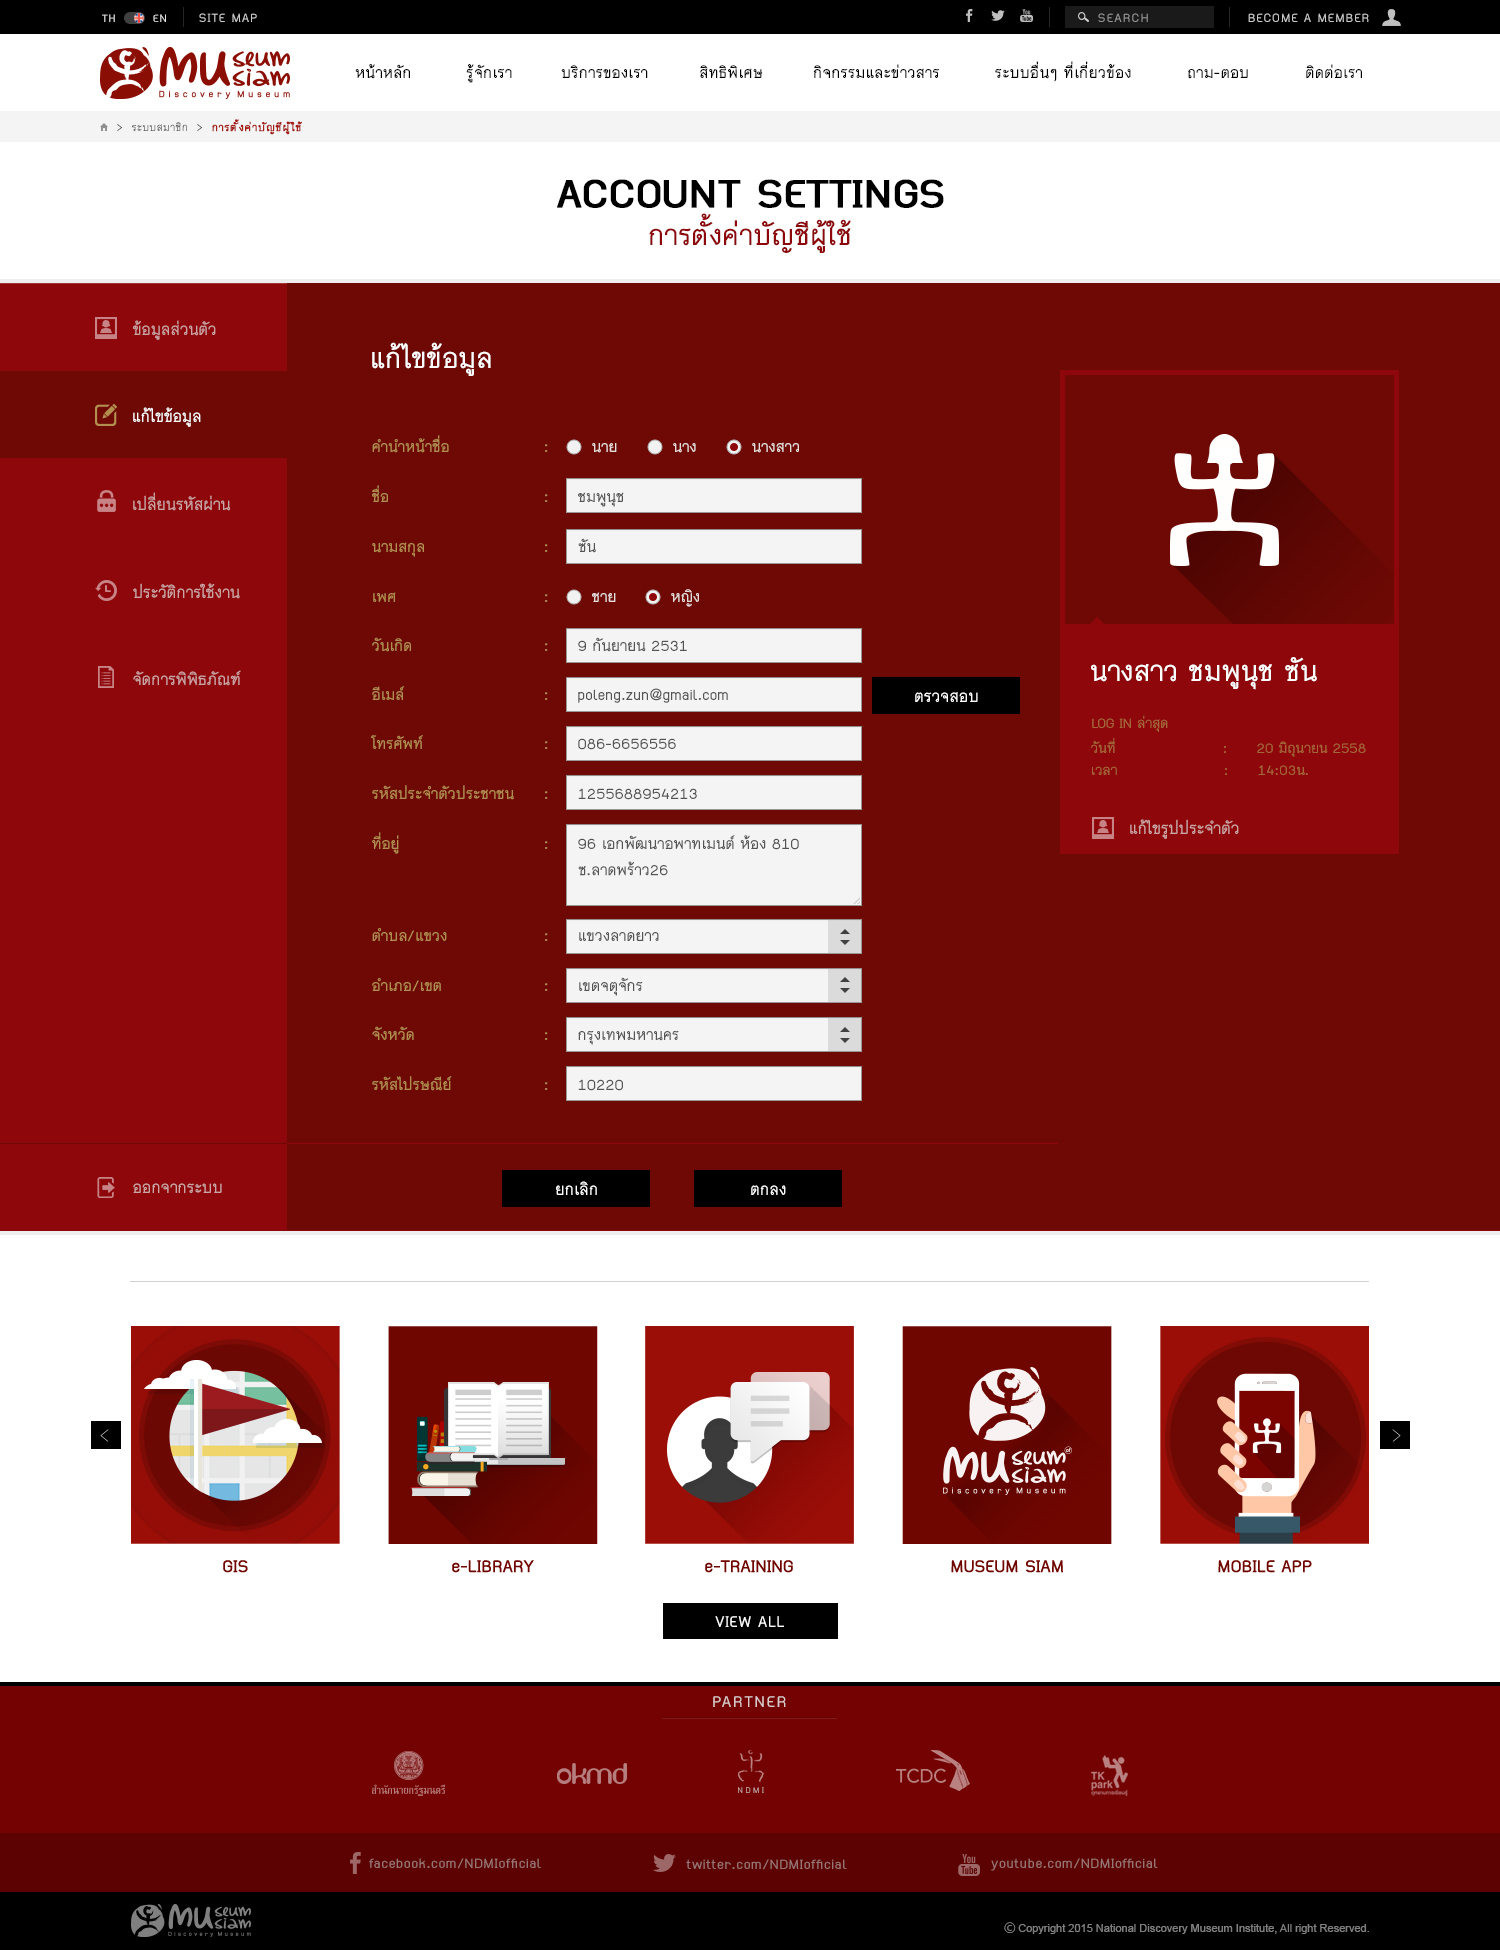 TH EN SITE MAP SEARCH BECOME A MEMBER
MUseum Siam
Discovery Museum
หน้าหลัก รู้จักเรา บริการของเรา สิทธิพิเศษ กิจกรรมและข่าวสาร ระบบอื่นๆ ที่เกี่ยวข้อง ถาม-ตอบ ติดต่อเรา
> ระบบสมาชิก > การตั้งค่าบัญชีผู้ใช้
ACCOUNT SETTINGS
การตั้งค่าบัญชีผู้ใช้
ข้อมูลส่วนตัว
แก้ไขข้อมูล
เปลี่ยนรหัสผ่าน
ประวัติการใช้งาน
จัดการพิพิธภัณฑ์
ออกจากระบบ
แก้ไขข้อมูล
คำนำหน้าชื่อ : นาย นาง นางสาว
ชื่อ : ชมพูนุช
นามสกุล : ซัน
เพศ : ชาย หญิง
วันเกิด : 9 กันยายน 2531
อีเมล์ : poleng.zun@gmail.com ตรวจสอบ
โทรศัพท์ : 086-6656556
รหัสประจำตัวประชาชน : 1255688954213
ที่อยู่ : 96 เอกพัฒนาอพาทเมนต์ ห้อง 810
ซ.ลาดพร้าว26
ตำบล/แขวง : แขวงลาดยาว
อำเภอ/เขต : เขตจตุจักร
จังหวัด : กรุงเทพมหานคร
รหัสไปรษณีย์ : 10220
ยกเลิก ตกลง
นางสาว ชมพูนุช ซัน
LOG IN ล่าสุด
วันที่ : 20 มิถุนายน 2558
เวลา : 14:03น.
แก้ไขรูปประจำตัว
MUseum Siam
Discovery Museum
GIS e-LIBRARY e-TRAINING MUSEUM SIAM MOBILE APP
VIEW ALL
PARTNER
สำนักนายกรัฐมนตรี okmd NDMI TCDC TK park
facebook.com/NDMIofficial twitter.com/NDMIofficial You Tube youtube.com/NDMIofficial
MUseum Siam
Discovery Museum
© Copyright 2015 National Discovery Museum Institute, All right Reserved.